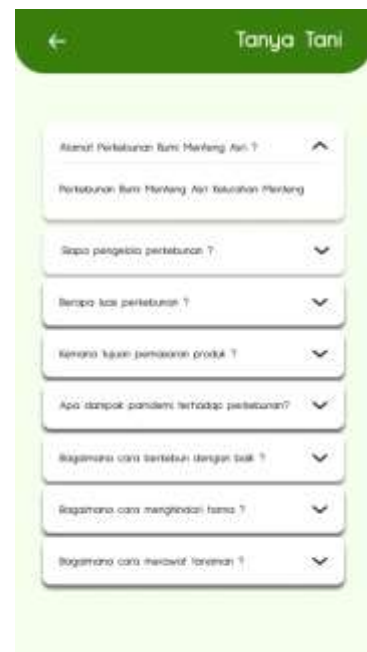 Tanya Tani
Alamat Perkebunan Bumi Menteng Asri ?
Perkebunan Bumi Menteng Asri Kelurahan Menteng
Siapa pengelola perkebunan ?
Berapa luas perkebunan ?
Kemana tujuan pemasaran produk ?
Apa dampak pandemi terhadap perkebunan?
Bagaimana cara berkebun dengan baik ?
Bagaimana cara menghindari hama ?
Bagaimana cara merawat tanaman ?